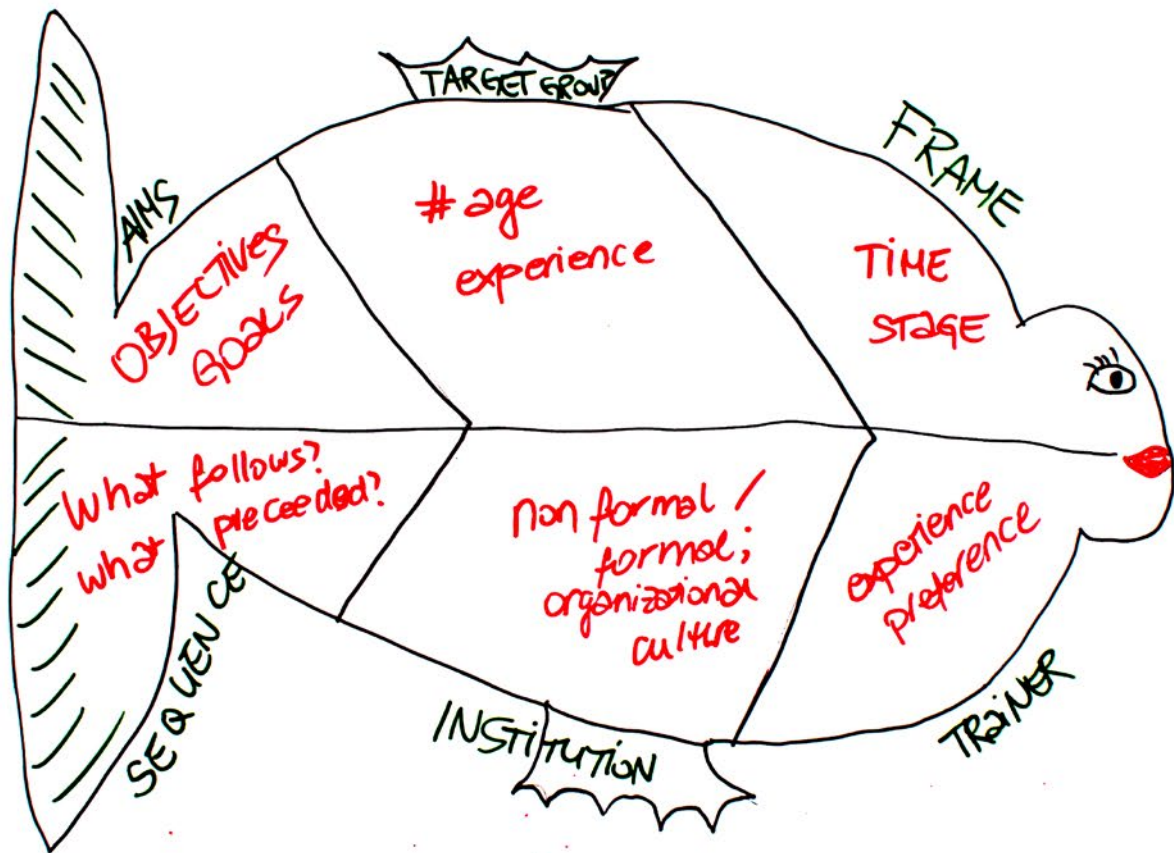 TARGET GROUP
FRAME
AIMS
OBJECTIVES
GOALS
# age
experience
TIME
STAGE
What follows?
what preceeded?
SEQUENCE
non formal /
formal;
organizational
culture
INSTITUTION
experience
preference
TRAINER